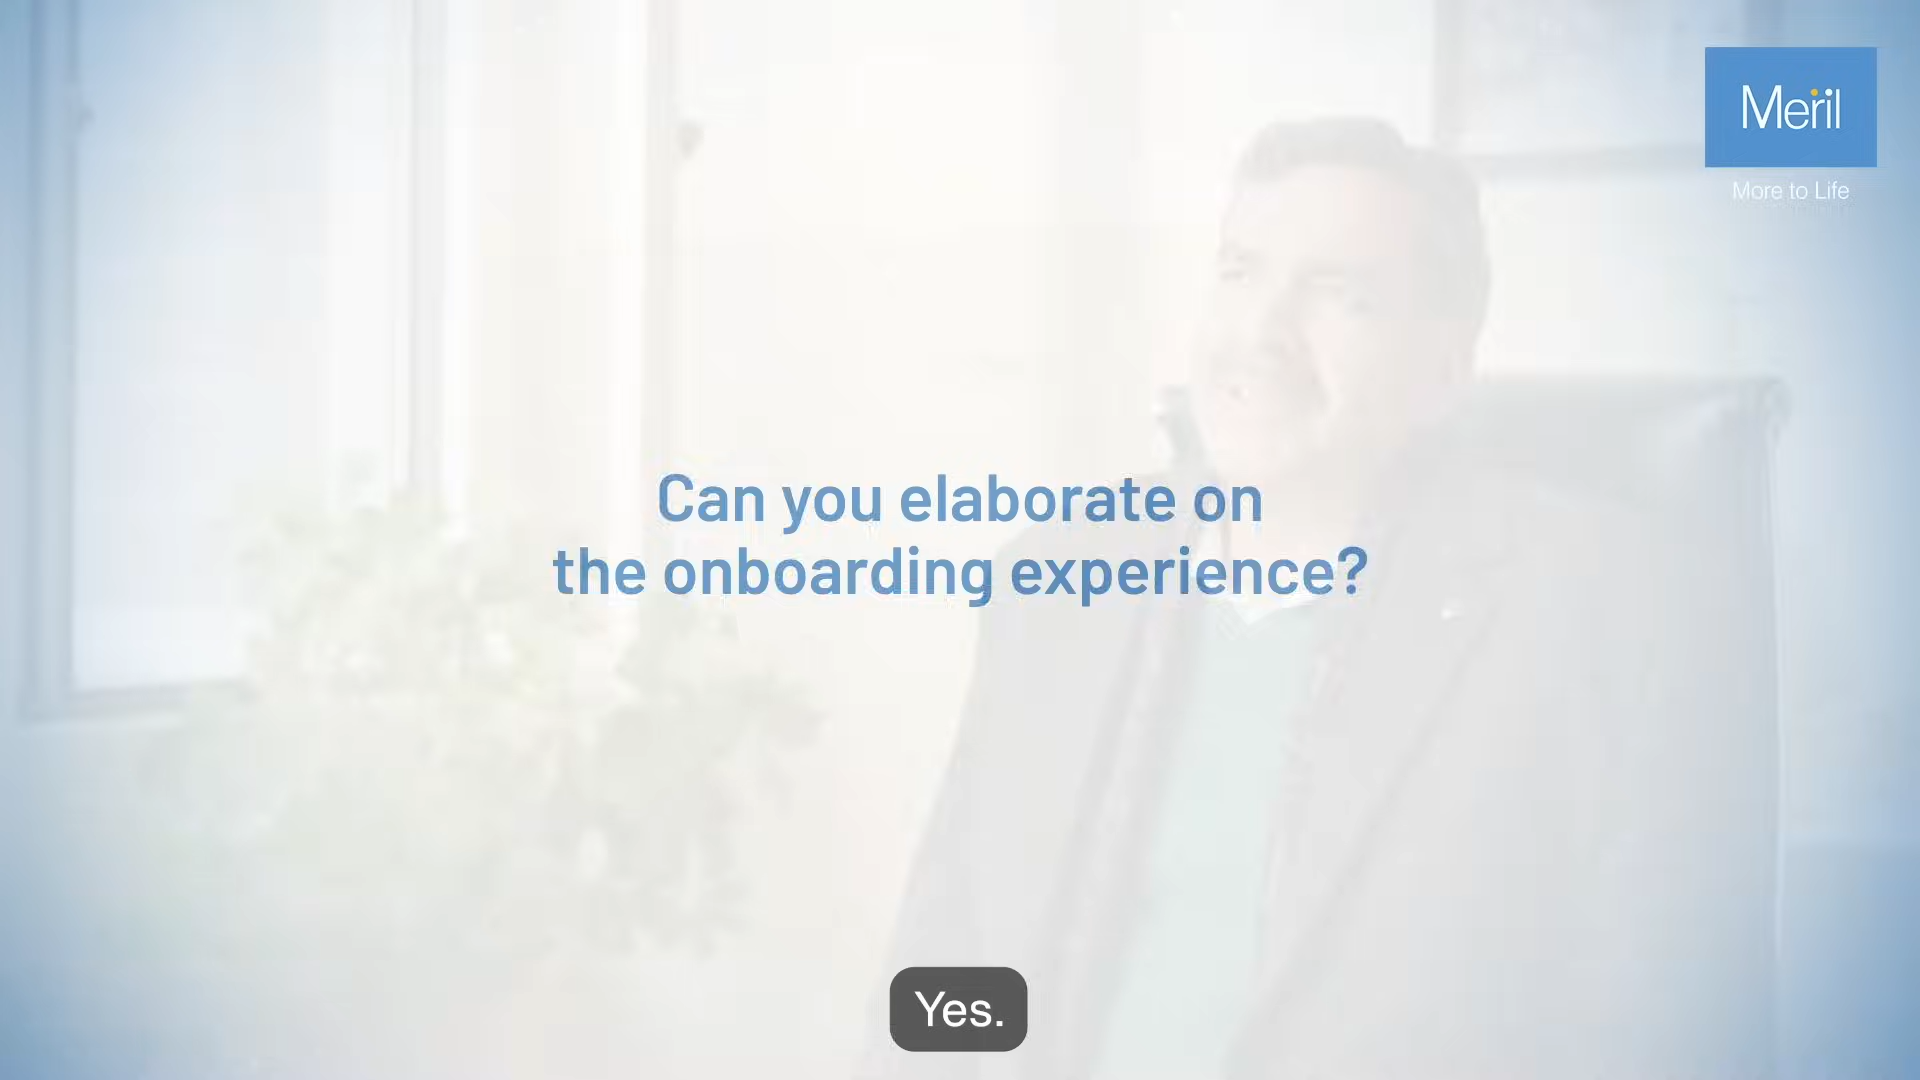 Meril
More to Life
Can you elaborate on
the onboarding experience?
Yes.